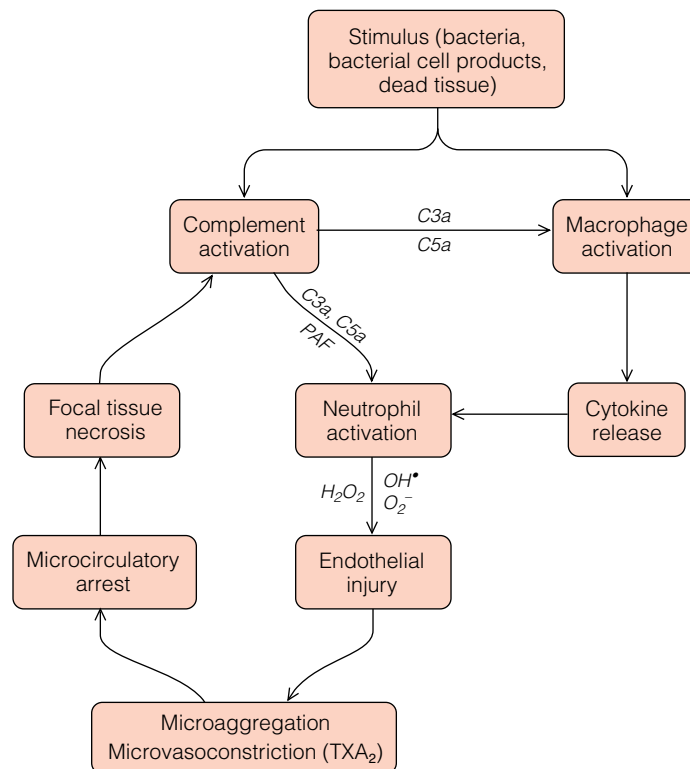 Stimulus (bacteria,
bacterial cell products,
dead tissue)
Complement
activation
C3a
C5a
Macrophage
activation
C3a, C5a
PAF
Focal tissue
necrosis
Neutrophil
activation
Cytokine
release
H₂O₂
OH•
O₂⁻
Microcirculatory
arrest
Endothelial
injury
Microaggregation
Microvasoconstriction (TXA₂)